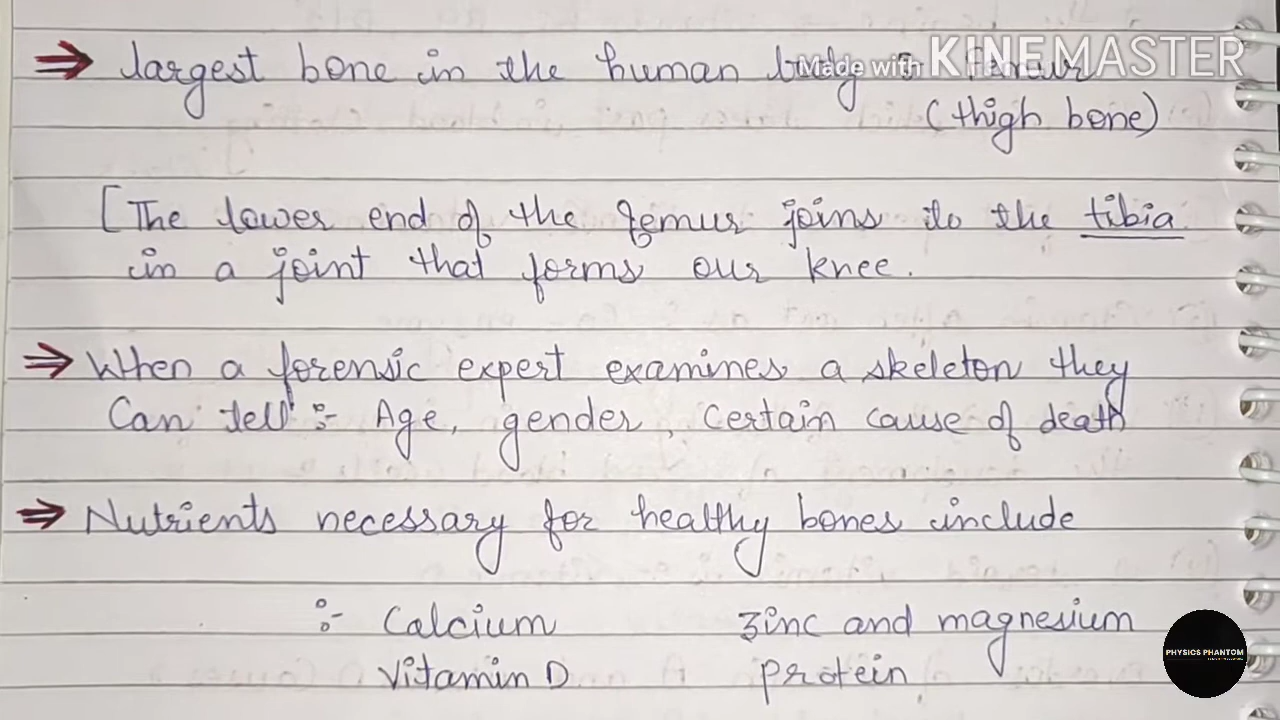 ⇒ largest bone in the human body is femur
Made with KINEMASTER
(thigh bone)
[The lower end of the femur joins to the tibia
in a joint that forms our knee.
⇒ When a forensic expert examines a skeleton they
Can tell :- Age, gender, certain cause of death
⇒ Nutrients necessary for healthy bones include
:- Calcium Zinc and magnesium
Vitamin D protein
PHYSICS PHANTOM